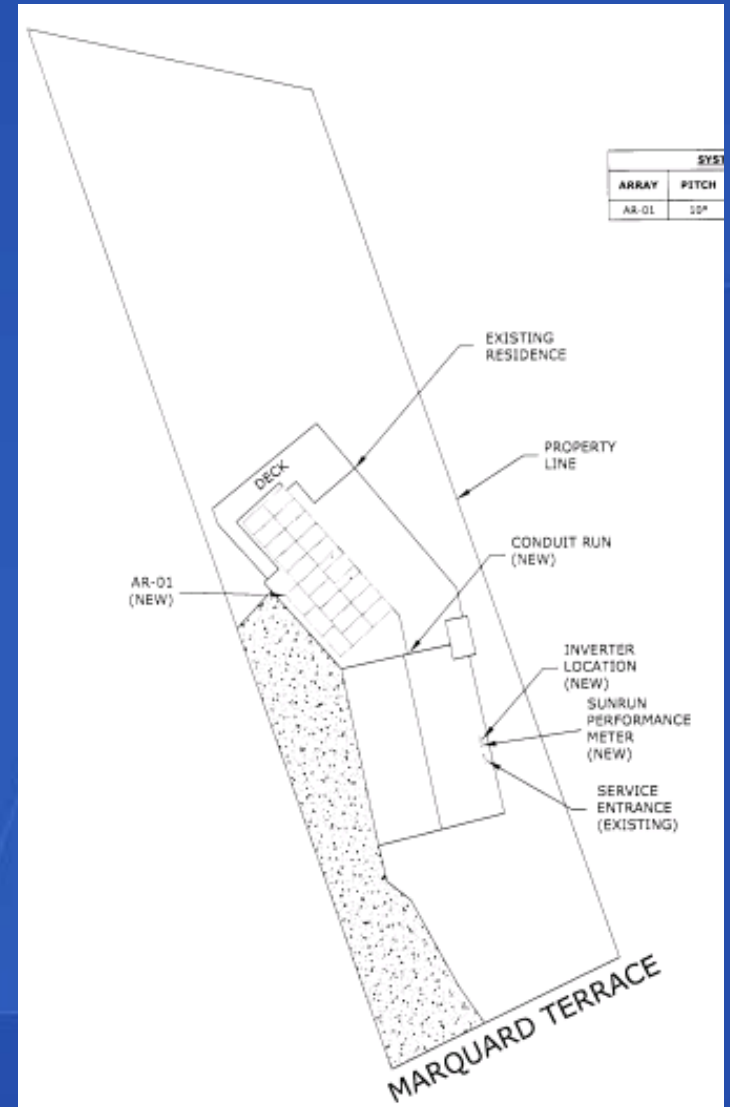 SYST
ARRAY PITCH
AR-01 10°
EXISTING
RESIDENCE
PROPERTY
LINE
DECK
CONDUIT RUN
(NEW)
AR-01
(NEW)
INVERTER
LOCATION
(NEW)
SUNRUN
PERFORMANCE
METER
(NEW)
SERVICE
ENTRANCE
(EXISTING)
MARQUARD TERRACE